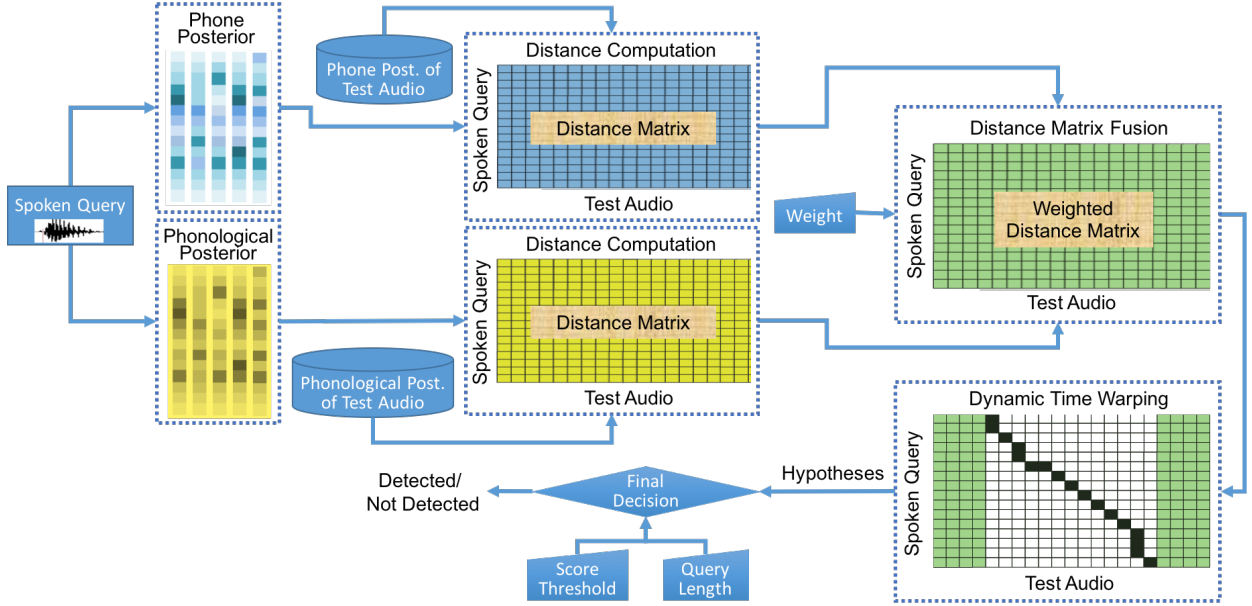 Phone
Posterior
Phone Post. of
Test Audio
Distance Computation
Spoken Query
Distance Matrix
Test Audio
Spoken Query
Phonological
Posterior
Phonological Post.
of Test Audio
Distance Computation
Spoken Query
Distance Matrix
Test Audio
Weight
Distance Matrix Fusion
Spoken Query
Weighted
Distance Matrix
Test Audio
Dynamic Time Warping
Spoken Query
Test Audio
Hypotheses
Final
Decision
Detected/
Not Detected
Score
Threshold
Query
Length